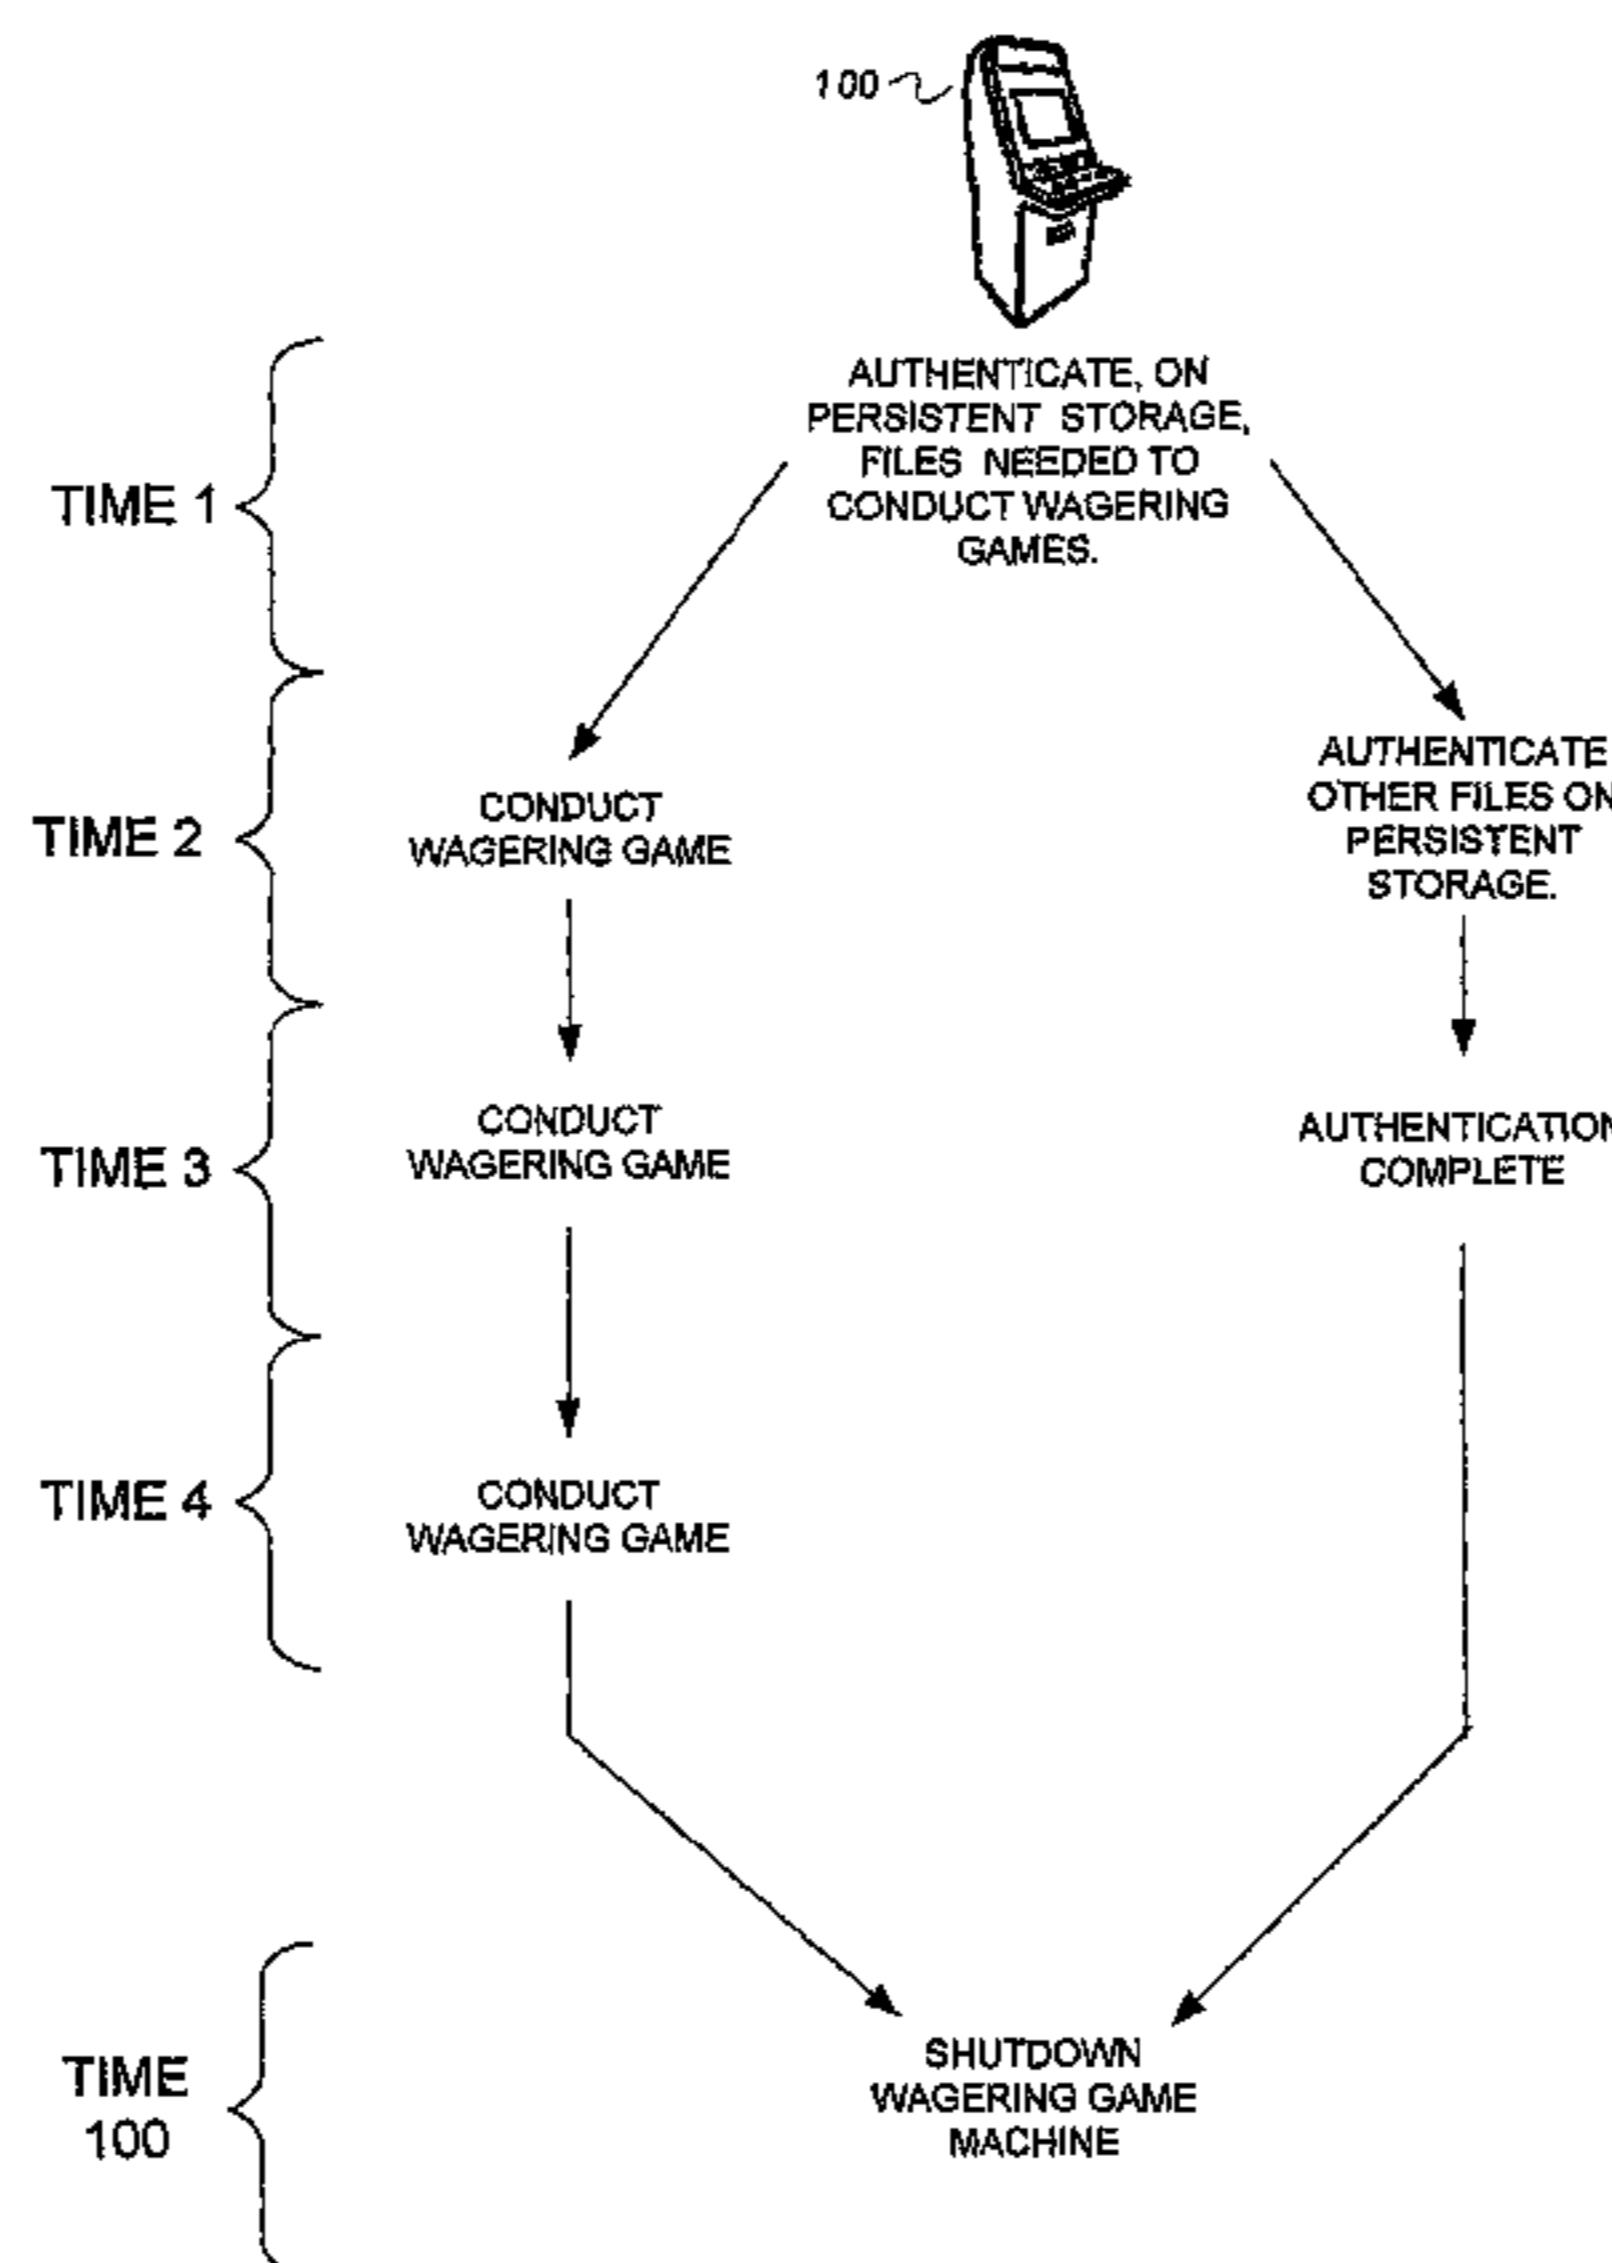 100
AUTHENTICATE, ON
PERSISTENT STORAGE,
FILES NEEDED TO
CONDUCT WAGERING
GAMES.
TIME 1
TIME 2
CONDUCT
WAGERING GAME
AUTHENTICATE
OTHER FILES ON
PERSISTENT
STORAGE.
TIME 3
CONDUCT
WAGERING GAME
AUTHENTICATION
COMPLETE
TIME 4
CONDUCT
WAGERING GAME
TIME
100
SHUTDOWN
WAGERING GAME
MACHINE